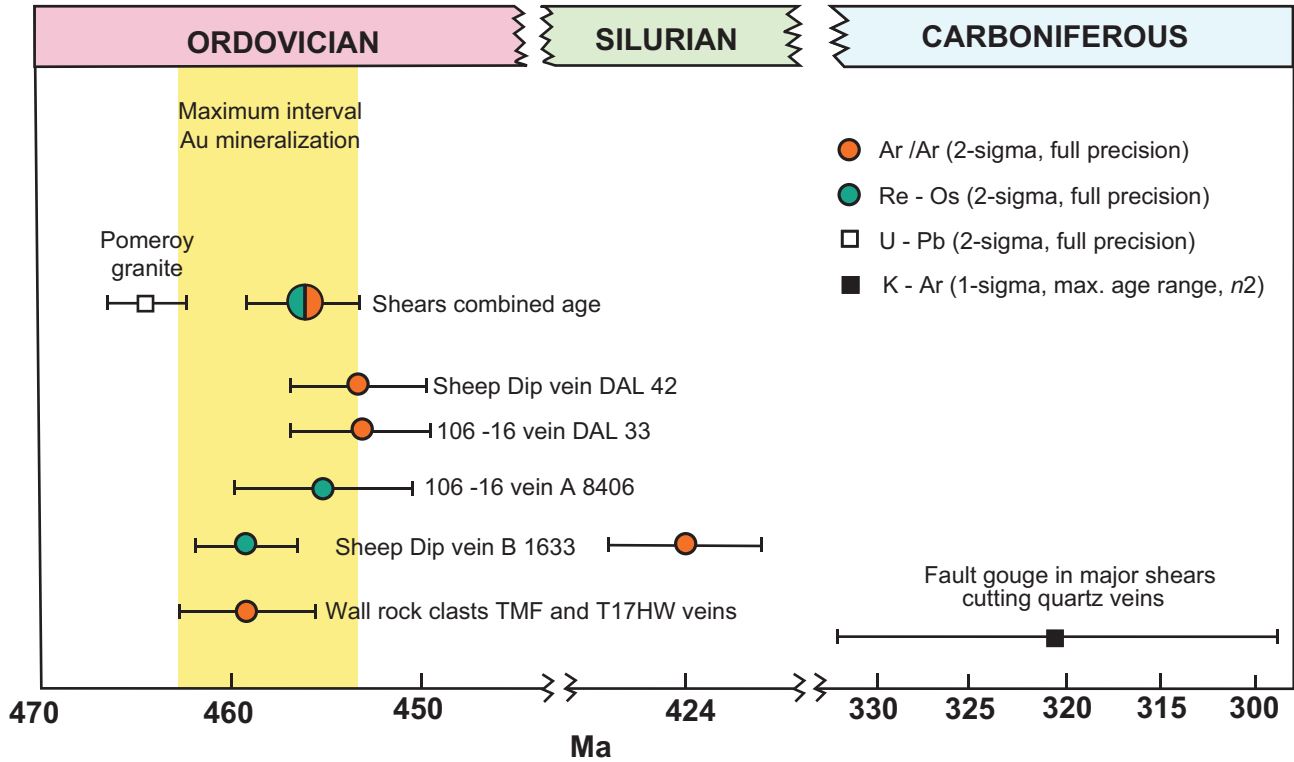 ORDOVICIAN
SILURIAN
CARBONIFEROUS
Maximum interval
Au mineralization
Ar /Ar (2-sigma, full precision)
Re - Os (2-sigma, full precision)
U - Pb (2-sigma, full precision)
K - Ar (1-sigma, max. age range, n2)
Pomeroy
granite
Shears combined age
Sheep Dip vein DAL 42
106 -16 vein DAL 33
106 -16 vein A 8406
Sheep Dip vein B 1633
Wall rock clasts TMF and T17HW veins
Fault gouge in major shears
cutting quartz veins
470 460 450 424 330 325 320 315 300
Ma